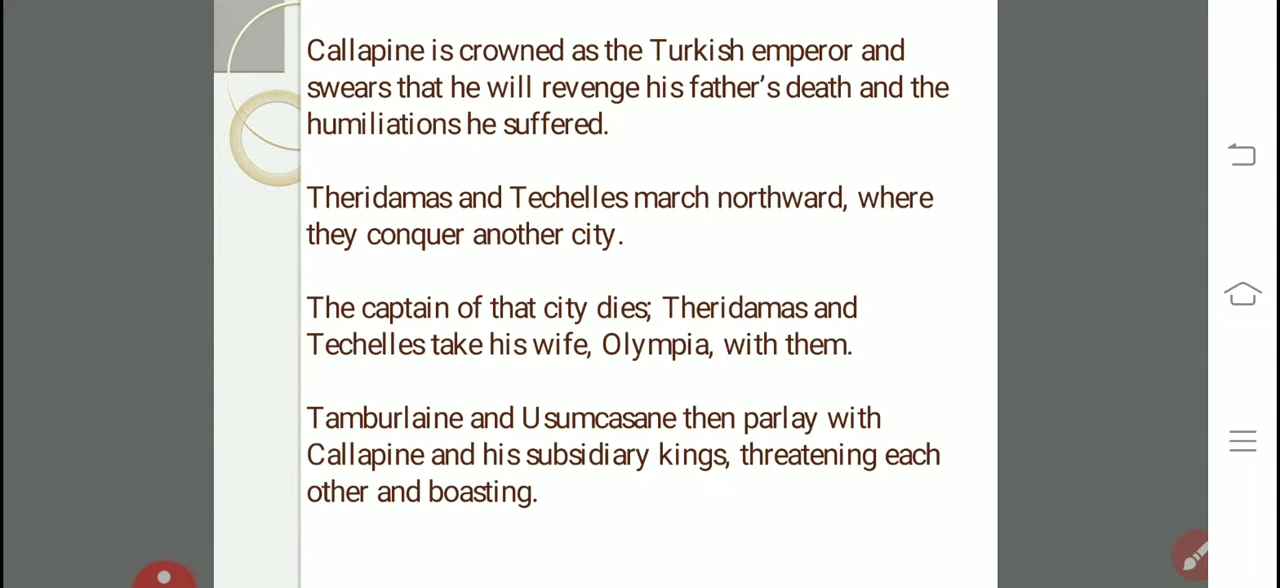 Callapine is crowned as the Turkish emperor and
swears that he will revenge his father's death and the
humiliations he suffered.
Theridamas and Techelles march northward, where
they conquer another city.
The captain of that city dies; Theridamas and
Techelles take his wife, Olympia, with them.
Tamburlaine and Usumcasane then parlay with
Callapine and his subsidiary kings, threatening each
other and boasting.